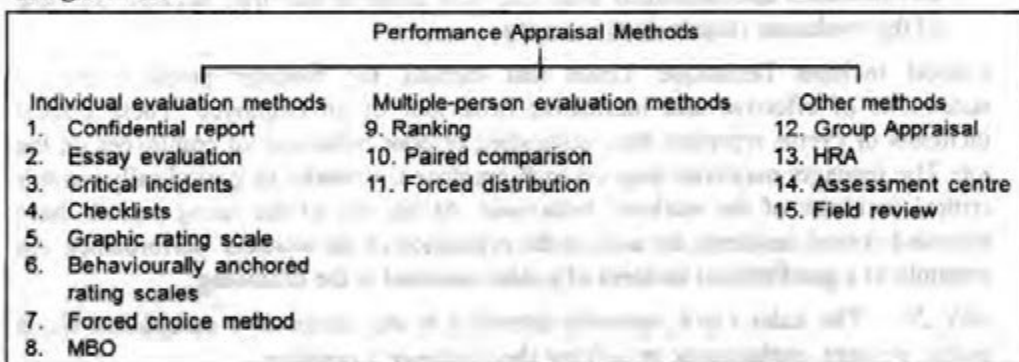 Performance Appraisal Methods
Individual evaluation methods
1. Confidential report
2. Essay evaluation
3. Critical incidents
4. Checklists
5. Graphic rating scale
6. Behaviourally anchored
rating scales
7. Forced choice method
8. MBO
Multiple-person evaluation methods
9. Ranking
10. Paired comparison
11. Forced distribution
Other methods
12. Group Appraisal
13. HRA
14. Assessment centre
15. Field review